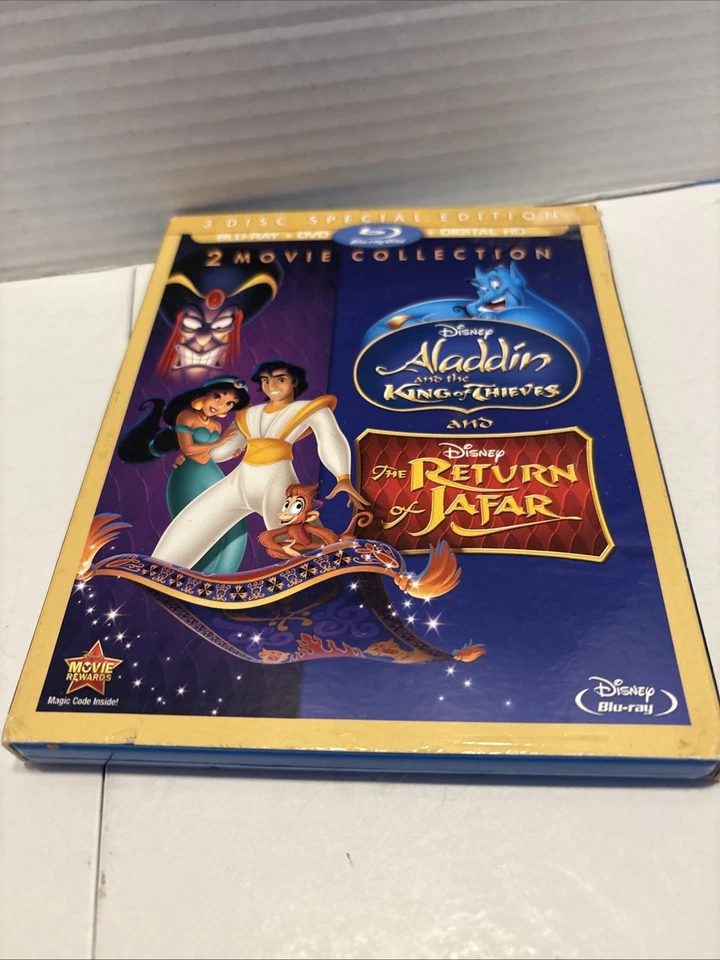 3-DISC SPECIAL EDITION
BLU-RAY + DVD Blu-ray Disc + DIGITAL HD
2 MOVIE COLLECTION
Disney
Aladdin
and the
KING of THIEVES
and
Disney
THE RETURN
of JAFAR
Disney
MOVIE
REWARDS
Magic Code Inside!
Disney
Blu-ray